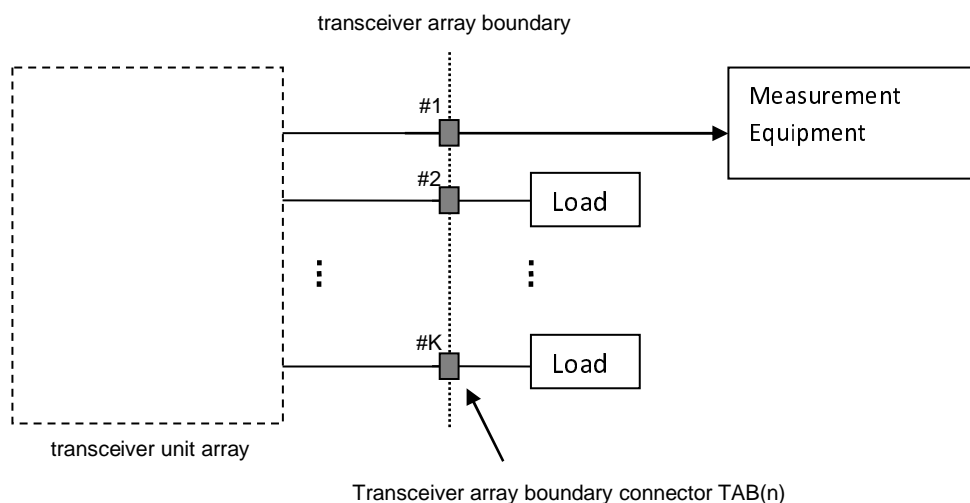 transceiver array boundary
#1
Measurement
Equipment
#2
Load
#K
Load
transceiver unit array
Transceiver array boundary connector TAB(n)